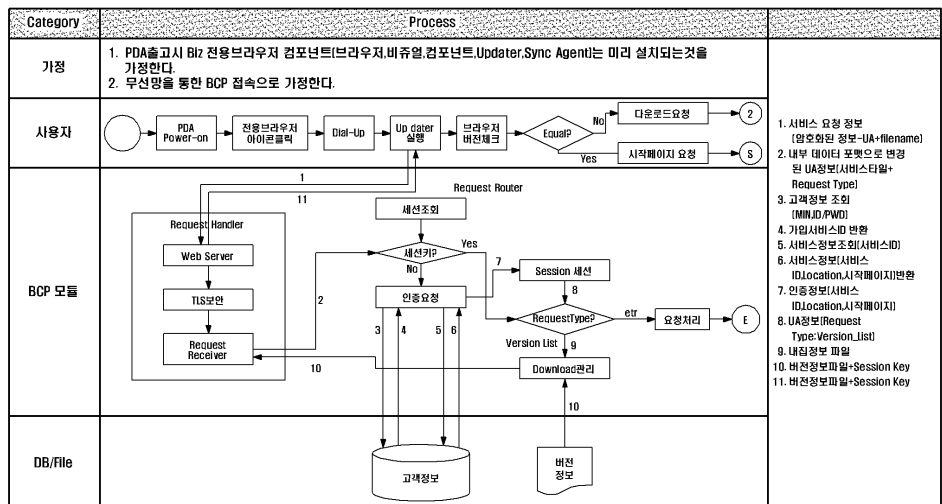 Category
Process
가정
1. PDA출고시 Biz 전용브라우저 컴포넌트(브라우저,비쥬얼,컴포넌트,Updater,Sync Agent)는 미리 설치되는것을
가정한다.
2. 무선망을 통한 BCP 접속으로 가정한다.
사용자
PDA
Power-on
전용브라우저
아이콘클릭
Dial-Up
Up dater
실행
브라우저
버전체크
Equal?
No
다운로드요청
2
Yes
시작페이지 요청
S
1
11
BCP 모듈
Request Router
세션조회
Request Handler
Web Server
TLS보안
Request
Receiver
2
세션키?
Yes
No
인증요청
7
Session 세션
8
RequestType?
etr
요청처리
E
3
4
5
6
Version List
9
10
Download관리
10
DB/File
고객정보
버전
정보
1. 서비스 요청 정보
(암호화된 정보-UA+filename)
2. 내부 데이터 포맷으로 변경
된 UA정보(서비스타일+
Request Type)
3. 고객정보 조회
(MIN,ID/PWD)
4. 가입서비스ID 반환
5. 서비스정보조회(서비스ID)
6. 서비스정보(서비스
ID,Location,시작페이지)반환
7. 인증정보(서비스
ID,Location,시작페이지)
8. UA정보(Request
Type:Version_List)
9. 내집정보 파일
10. 버전정보파일+Session Key
11. 버전정보파일+Session Key